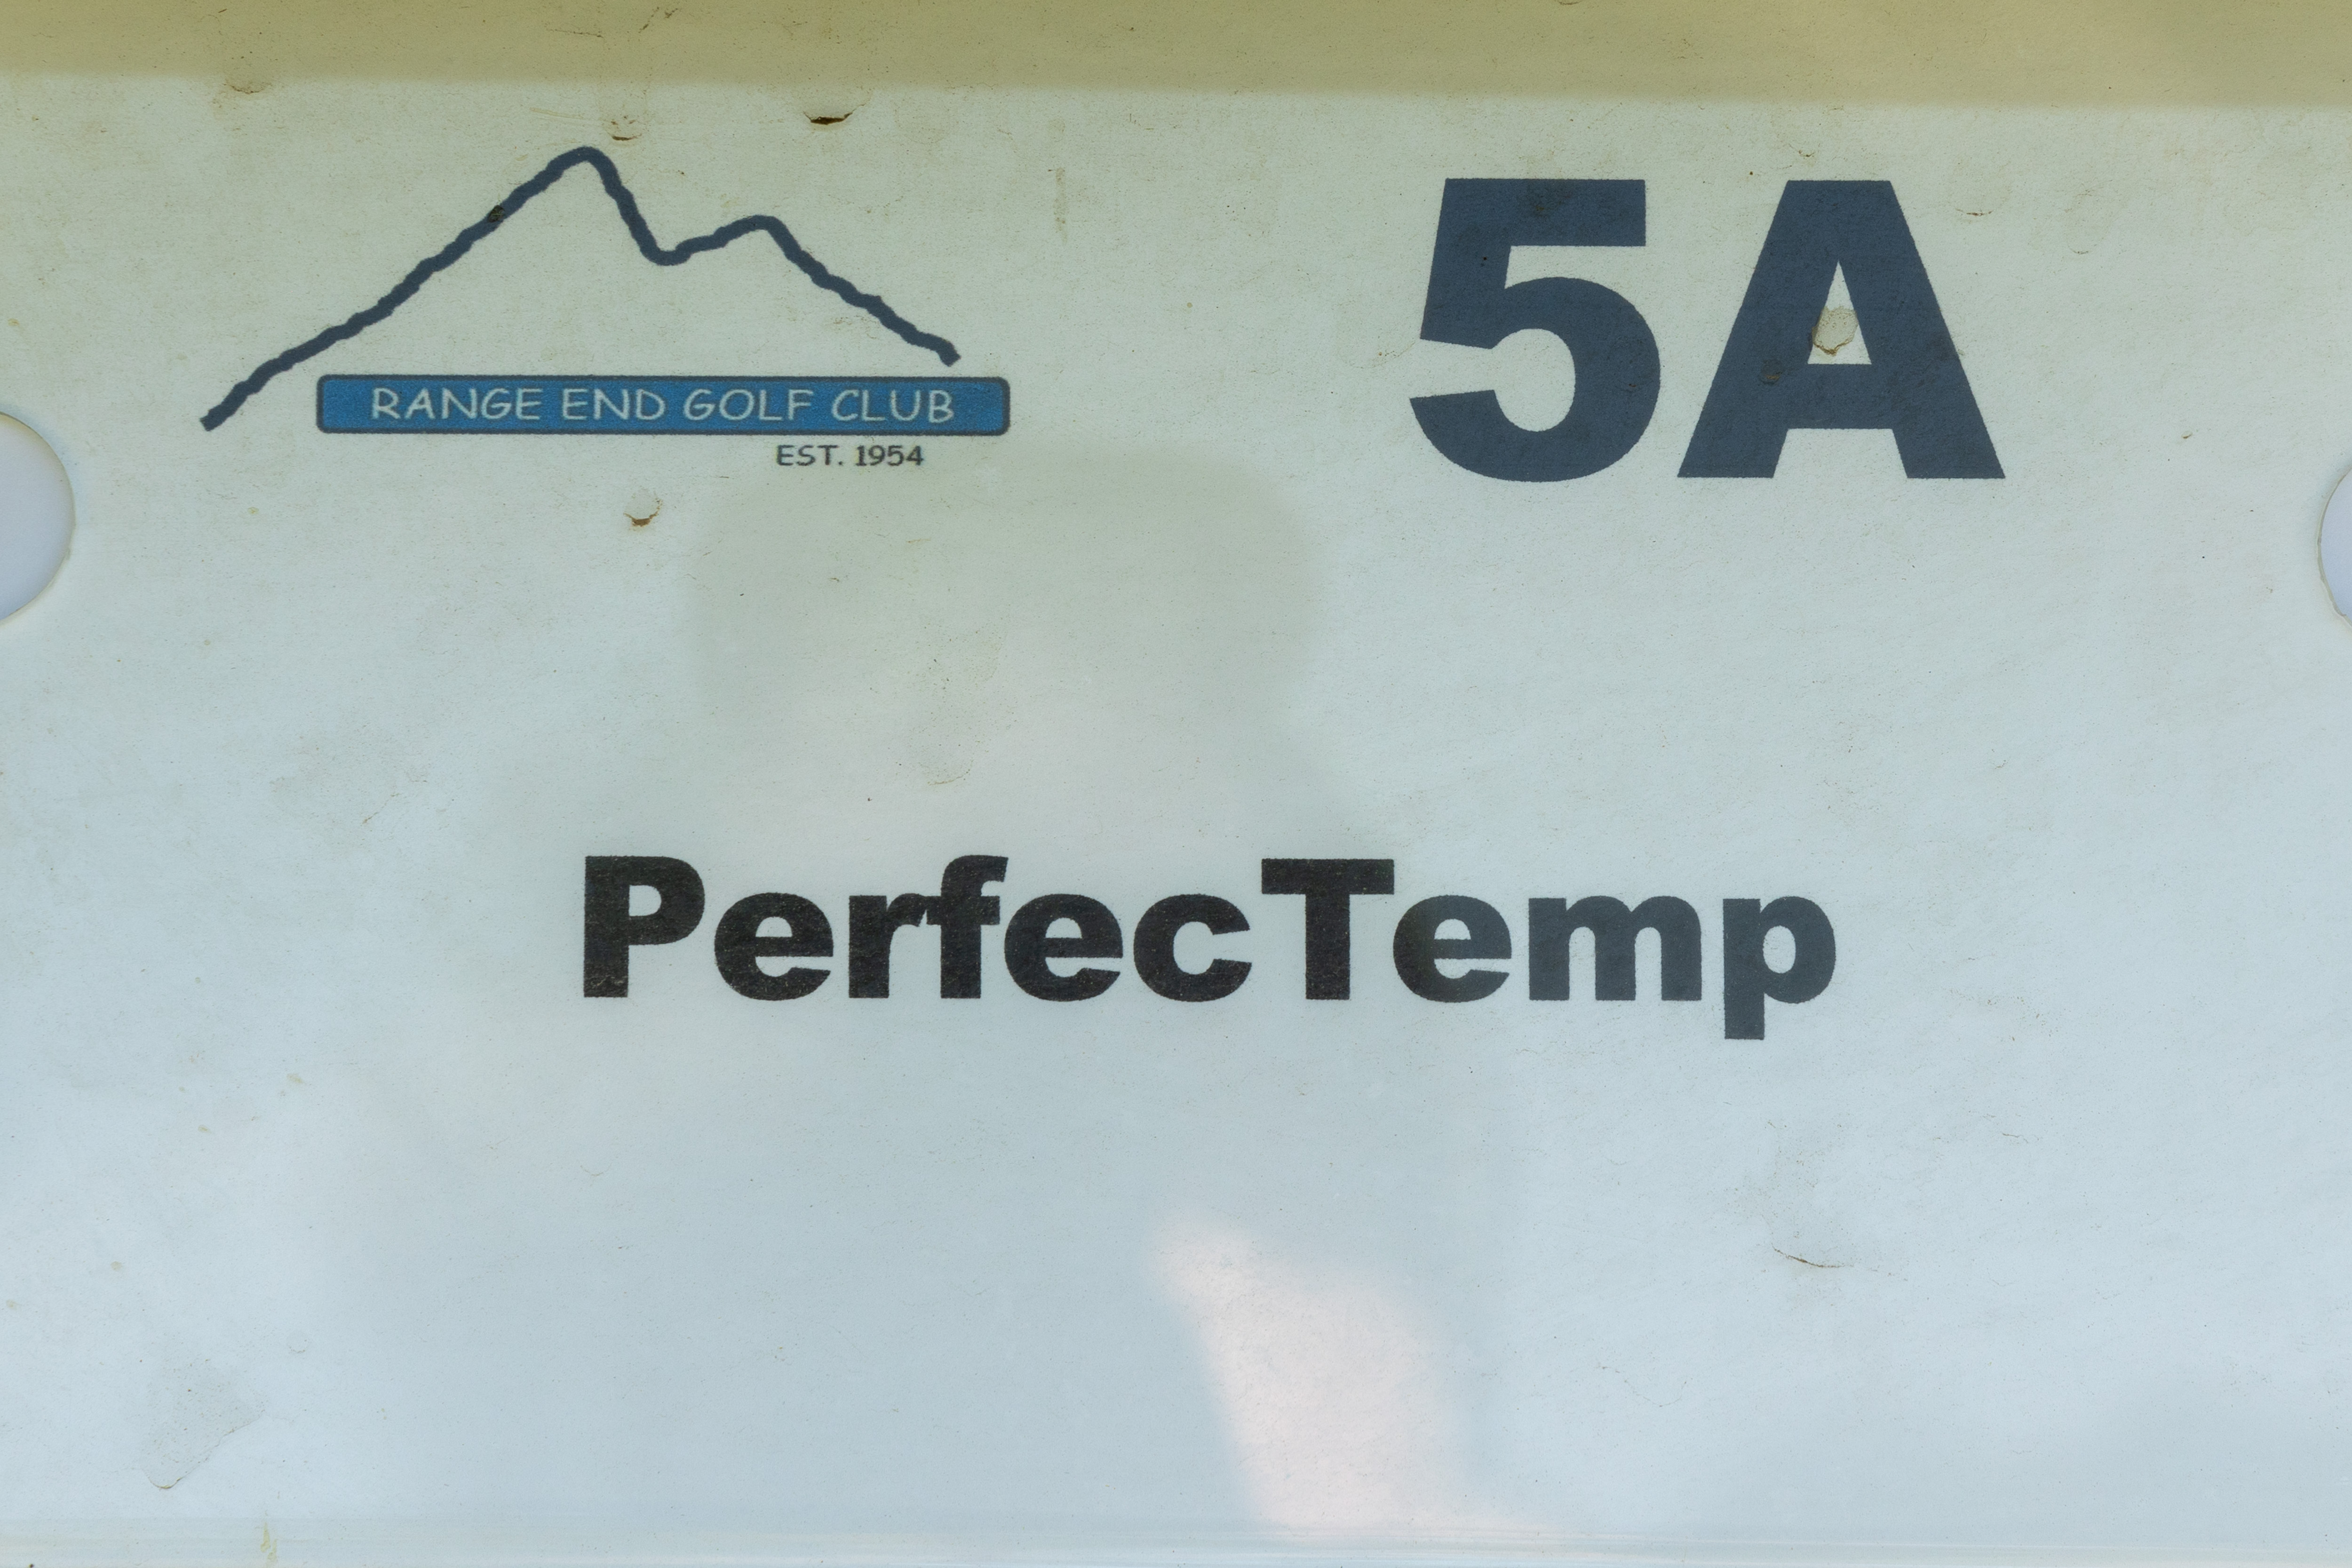 RANGE END GOLF CLUB
EST. 1954
5A
PerfecTemp